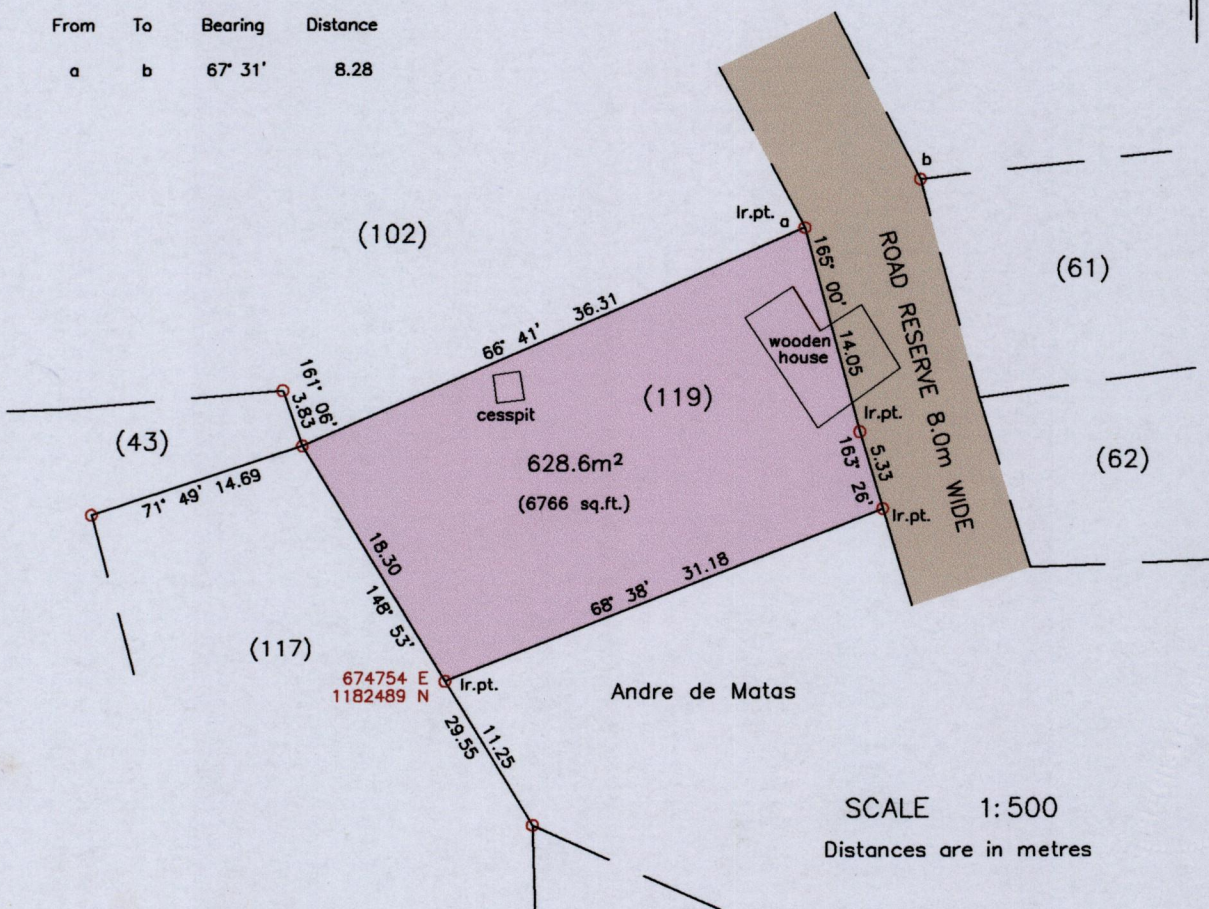 From To Bearing Distance
a b 67° 31' 8.28
b
Ir.pt. a
(102)
ROAD RESERVE 8.0m WIDE
(61)
165° 00' 14.05
66° 41' 36.31
wooden
house
161° 06'
3.83
cesspit
(119)
Ir.pt.
(43)
628.6m²
(6766 sq.ft.)
163° 26'
5.33
(62)
71° 49' 14.69
Ir.pt.
18.30
148° 53'
68° 38' 31.18
(117)
674754 E
1182489 N
Ir.pt.
Andre de Matas
29.55
11.25
SCALE 1:500
Distances are in metres